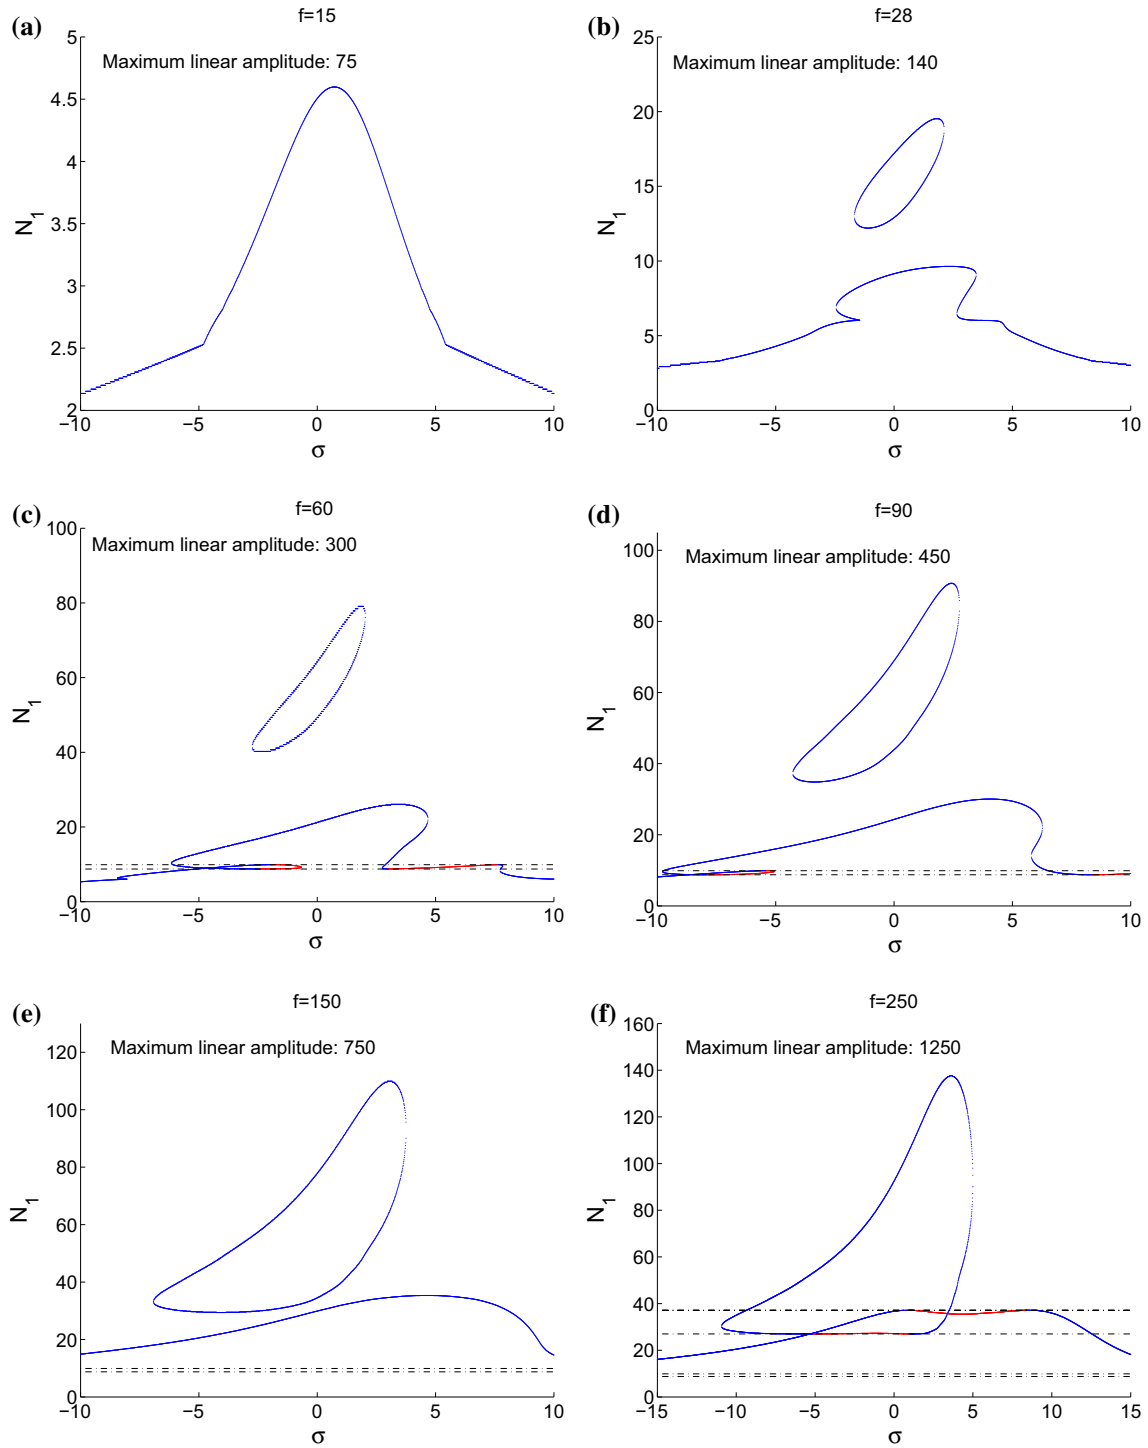 (a)
f=15
Maximum linear amplitude: 75
5
4.5
4
3.5
3
2.5
2
N1
−10
−5
0
5
10
σ
(b)
f=28
Maximum linear amplitude: 140
25
20
15
10
5
0
N1
−10
−5
0
5
10
σ
(c)
f=60
Maximum linear amplitude: 300
100
80
60
40
20
0
N1
−10
−5
0
5
10
σ
(d)
f=90
Maximum linear amplitude: 450
100
80
60
40
20
0
N1
−10
−5
0
5
10
σ
(e)
f=150
Maximum linear amplitude: 750
120
100
80
60
40
20
0
N1
−10
−5
0
5
10
σ
(f)
f=250
Maximum linear amplitude: 1250
160
140
120
100
80
60
40
20
0
N1
−15
−10
−5
0
5
10
15
σ